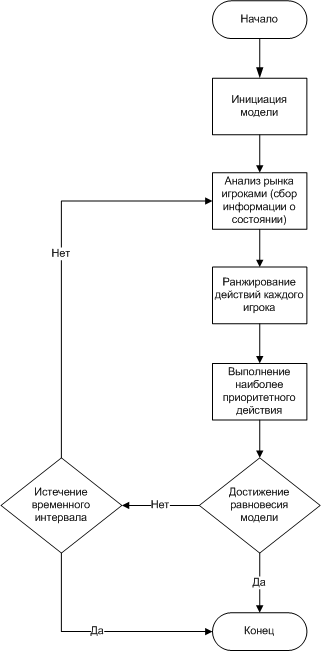 Начало
Инициация
модели
Анализ рынка
игроками (сбор
информации о
состоянии)
Нет
Ранжирование
действий каждого
игрока
Выполнение
наиболее
приоритетного
действия
Истечение
временного
интервала
Нет
Достижение
равновесия
модели
Да
Да
Конец